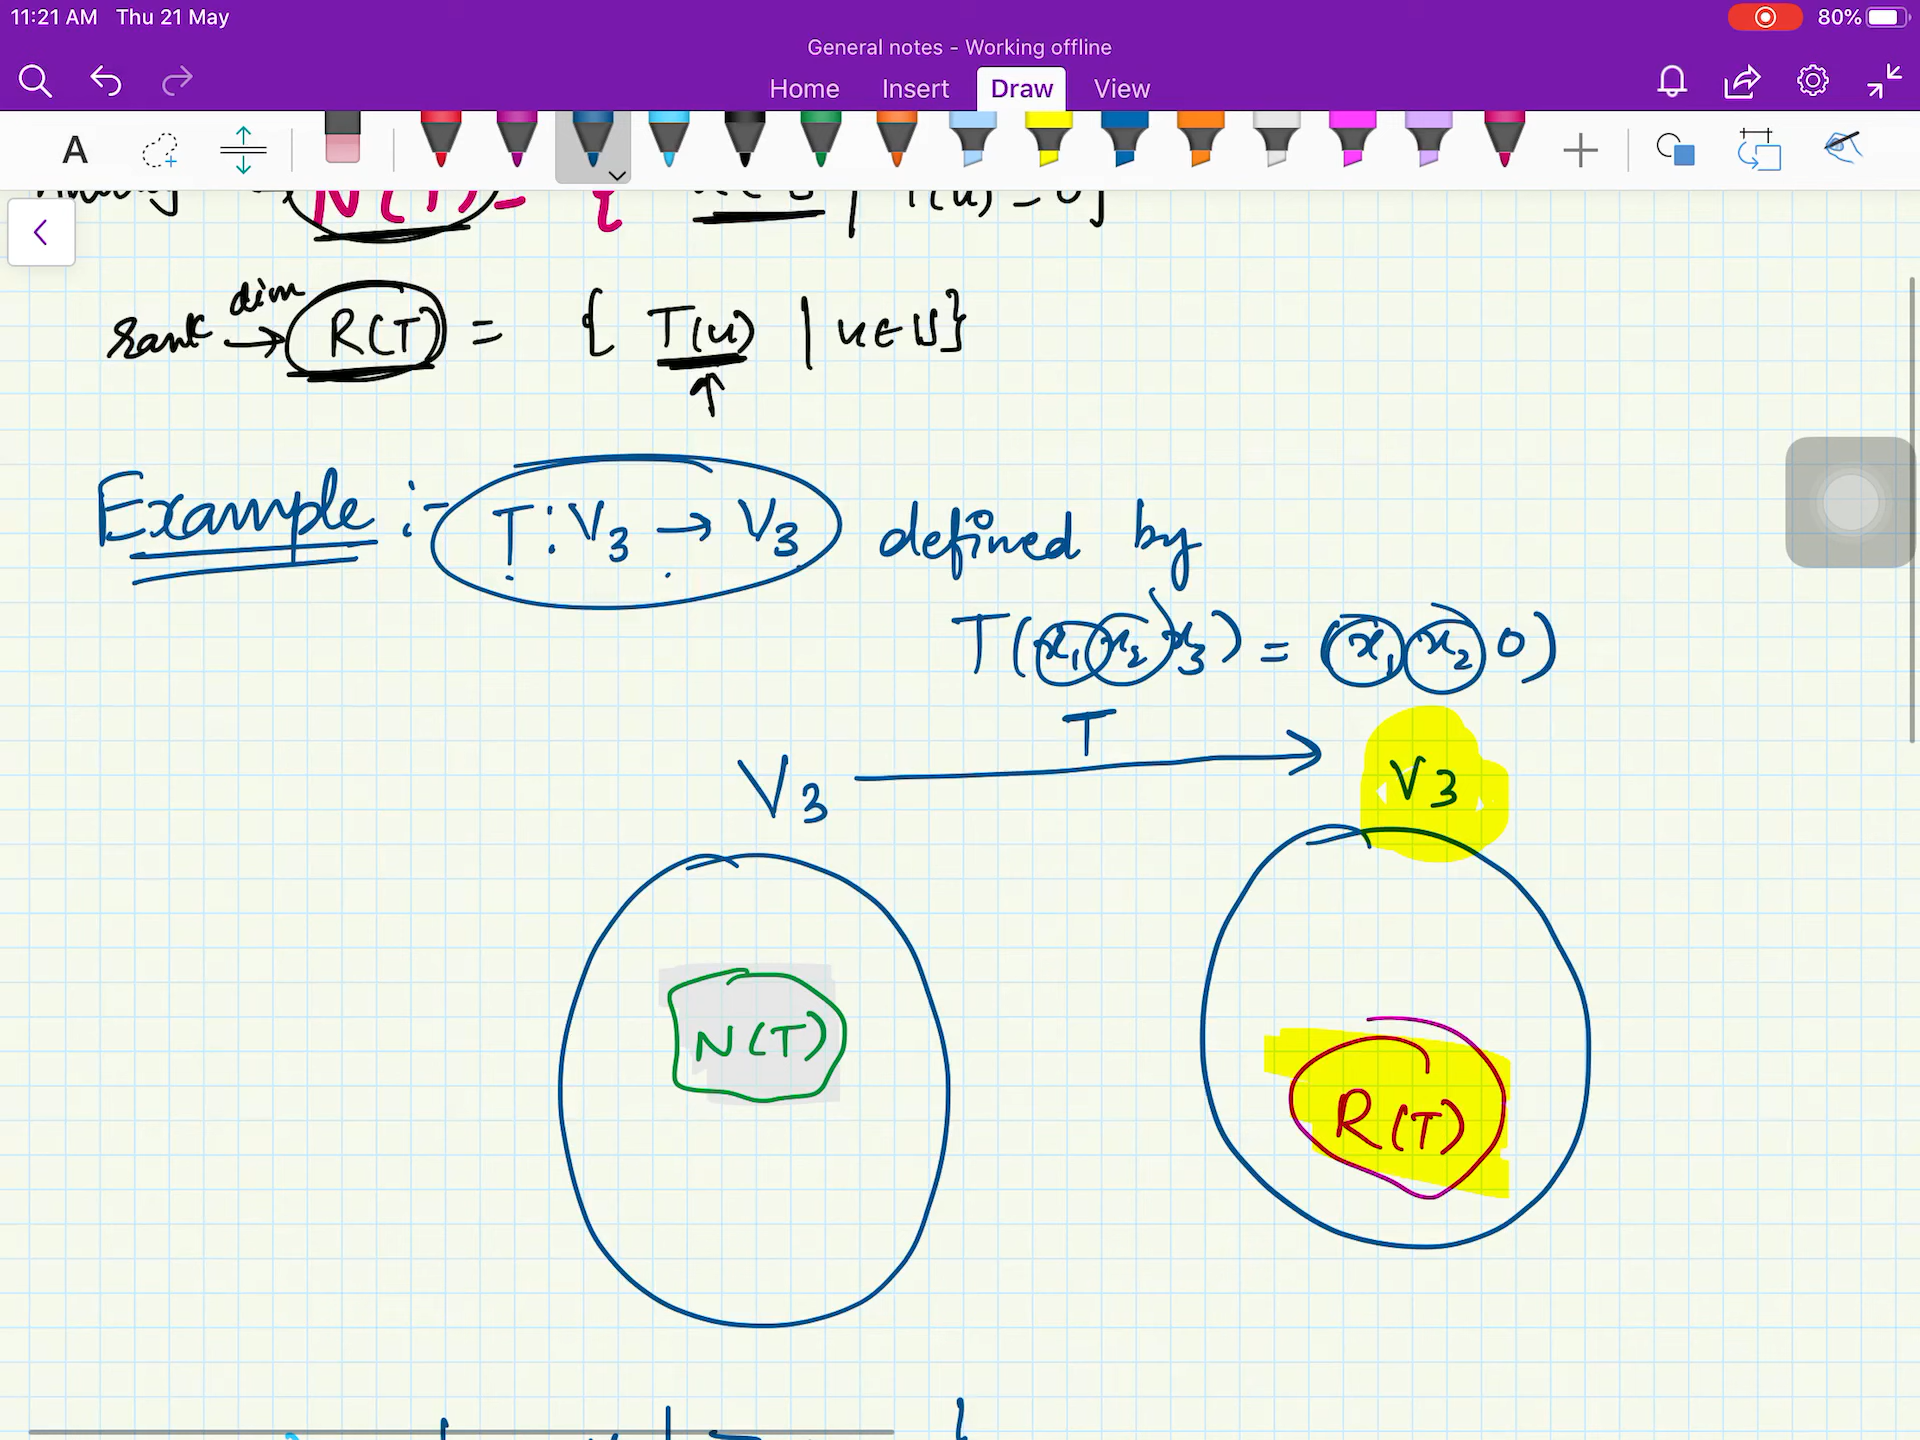 11:21 AM Thu 21 May 80%
General notes - Working offline
Home Insert Draw View
A
N(T) = { | T(u) = 0}
dim
rank → R(T) = { T(u) | u ∈ U}
↑
Example :- T : V₃ → V₃ defined by
T(x₁ x₂ x₃) = (x₁ x₂ 0)
T
V₃ V₃
N(T)
R(T)